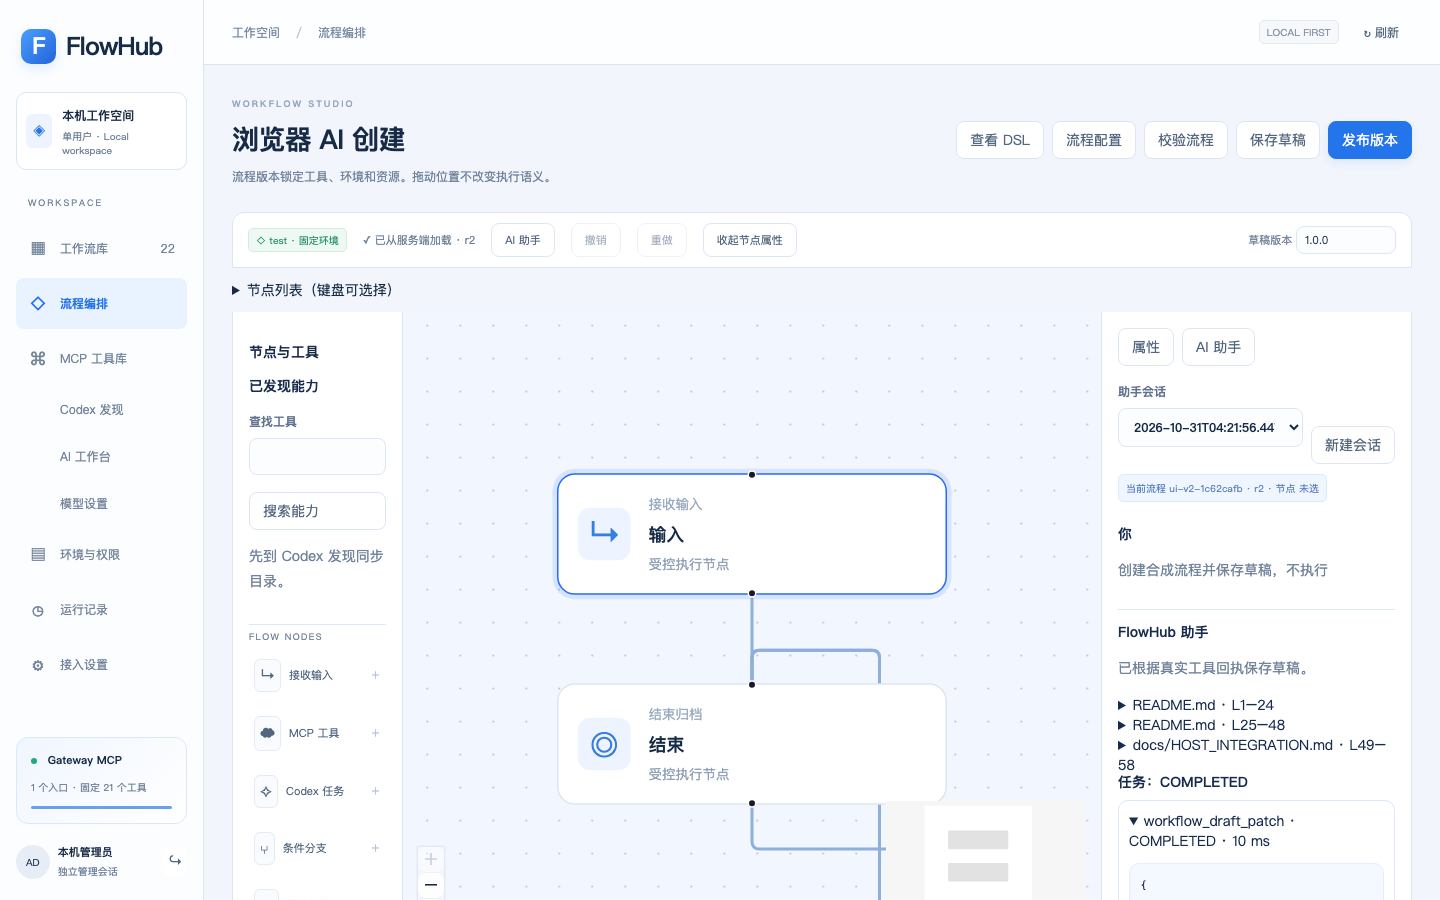 F FlowHub
本机工作空间
单用户 · Local
workspace
WORKSPACE
工作流库 22
流程编排
MCP 工具库
Codex 发现
AI 工作台
模型设置
环境与权限
运行记录
接入设置
Gateway MCP
1 个入口 · 固定 21 个工具
AD
本机管理员
独立管理会话
工作空间 / 流程编排
LOCAL FIRST
↻ 刷新
WORKFLOW STUDIO
浏览器 AI 创建
流程版本锁定工具、环境和资源。拖动位置不改变执行语义。
查看 DSL
流程配置
校验流程
保存草稿
发布版本
◇ test · 固定环境
✓ 已从服务端加载 · r2
AI 助手
撤销
重做
收起节点属性
草稿版本
1.0.0
▶ 节点列表（键盘可选择）
节点与工具
已发现能力
查找工具
搜索能力
先到 Codex 发现同步
目录。
FLOW NODES
接收输入 +
MCP 工具 +
Codex 任务 +
条件分支 +
接收输入
输入
受控执行节点
结束归档
结束
受控执行节点
属性
AI 助手
助手会话
2026-10-31T04:21:56.44
新建会话
当前流程 ui-v2-1c62cafb · r2 · 节点 未选
你
创建合成流程并保存草稿，不执行
FlowHub 助手
已根据真实工具回执保存草稿。
▶ README.md · L1—24
▶ README.md · L25—48
▶ docs/HOST_INTEGRATION.md · L49—
58
任务：COMPLETED
▼ workflow_draft_patch ·
COMPLETED · 10 ms
{